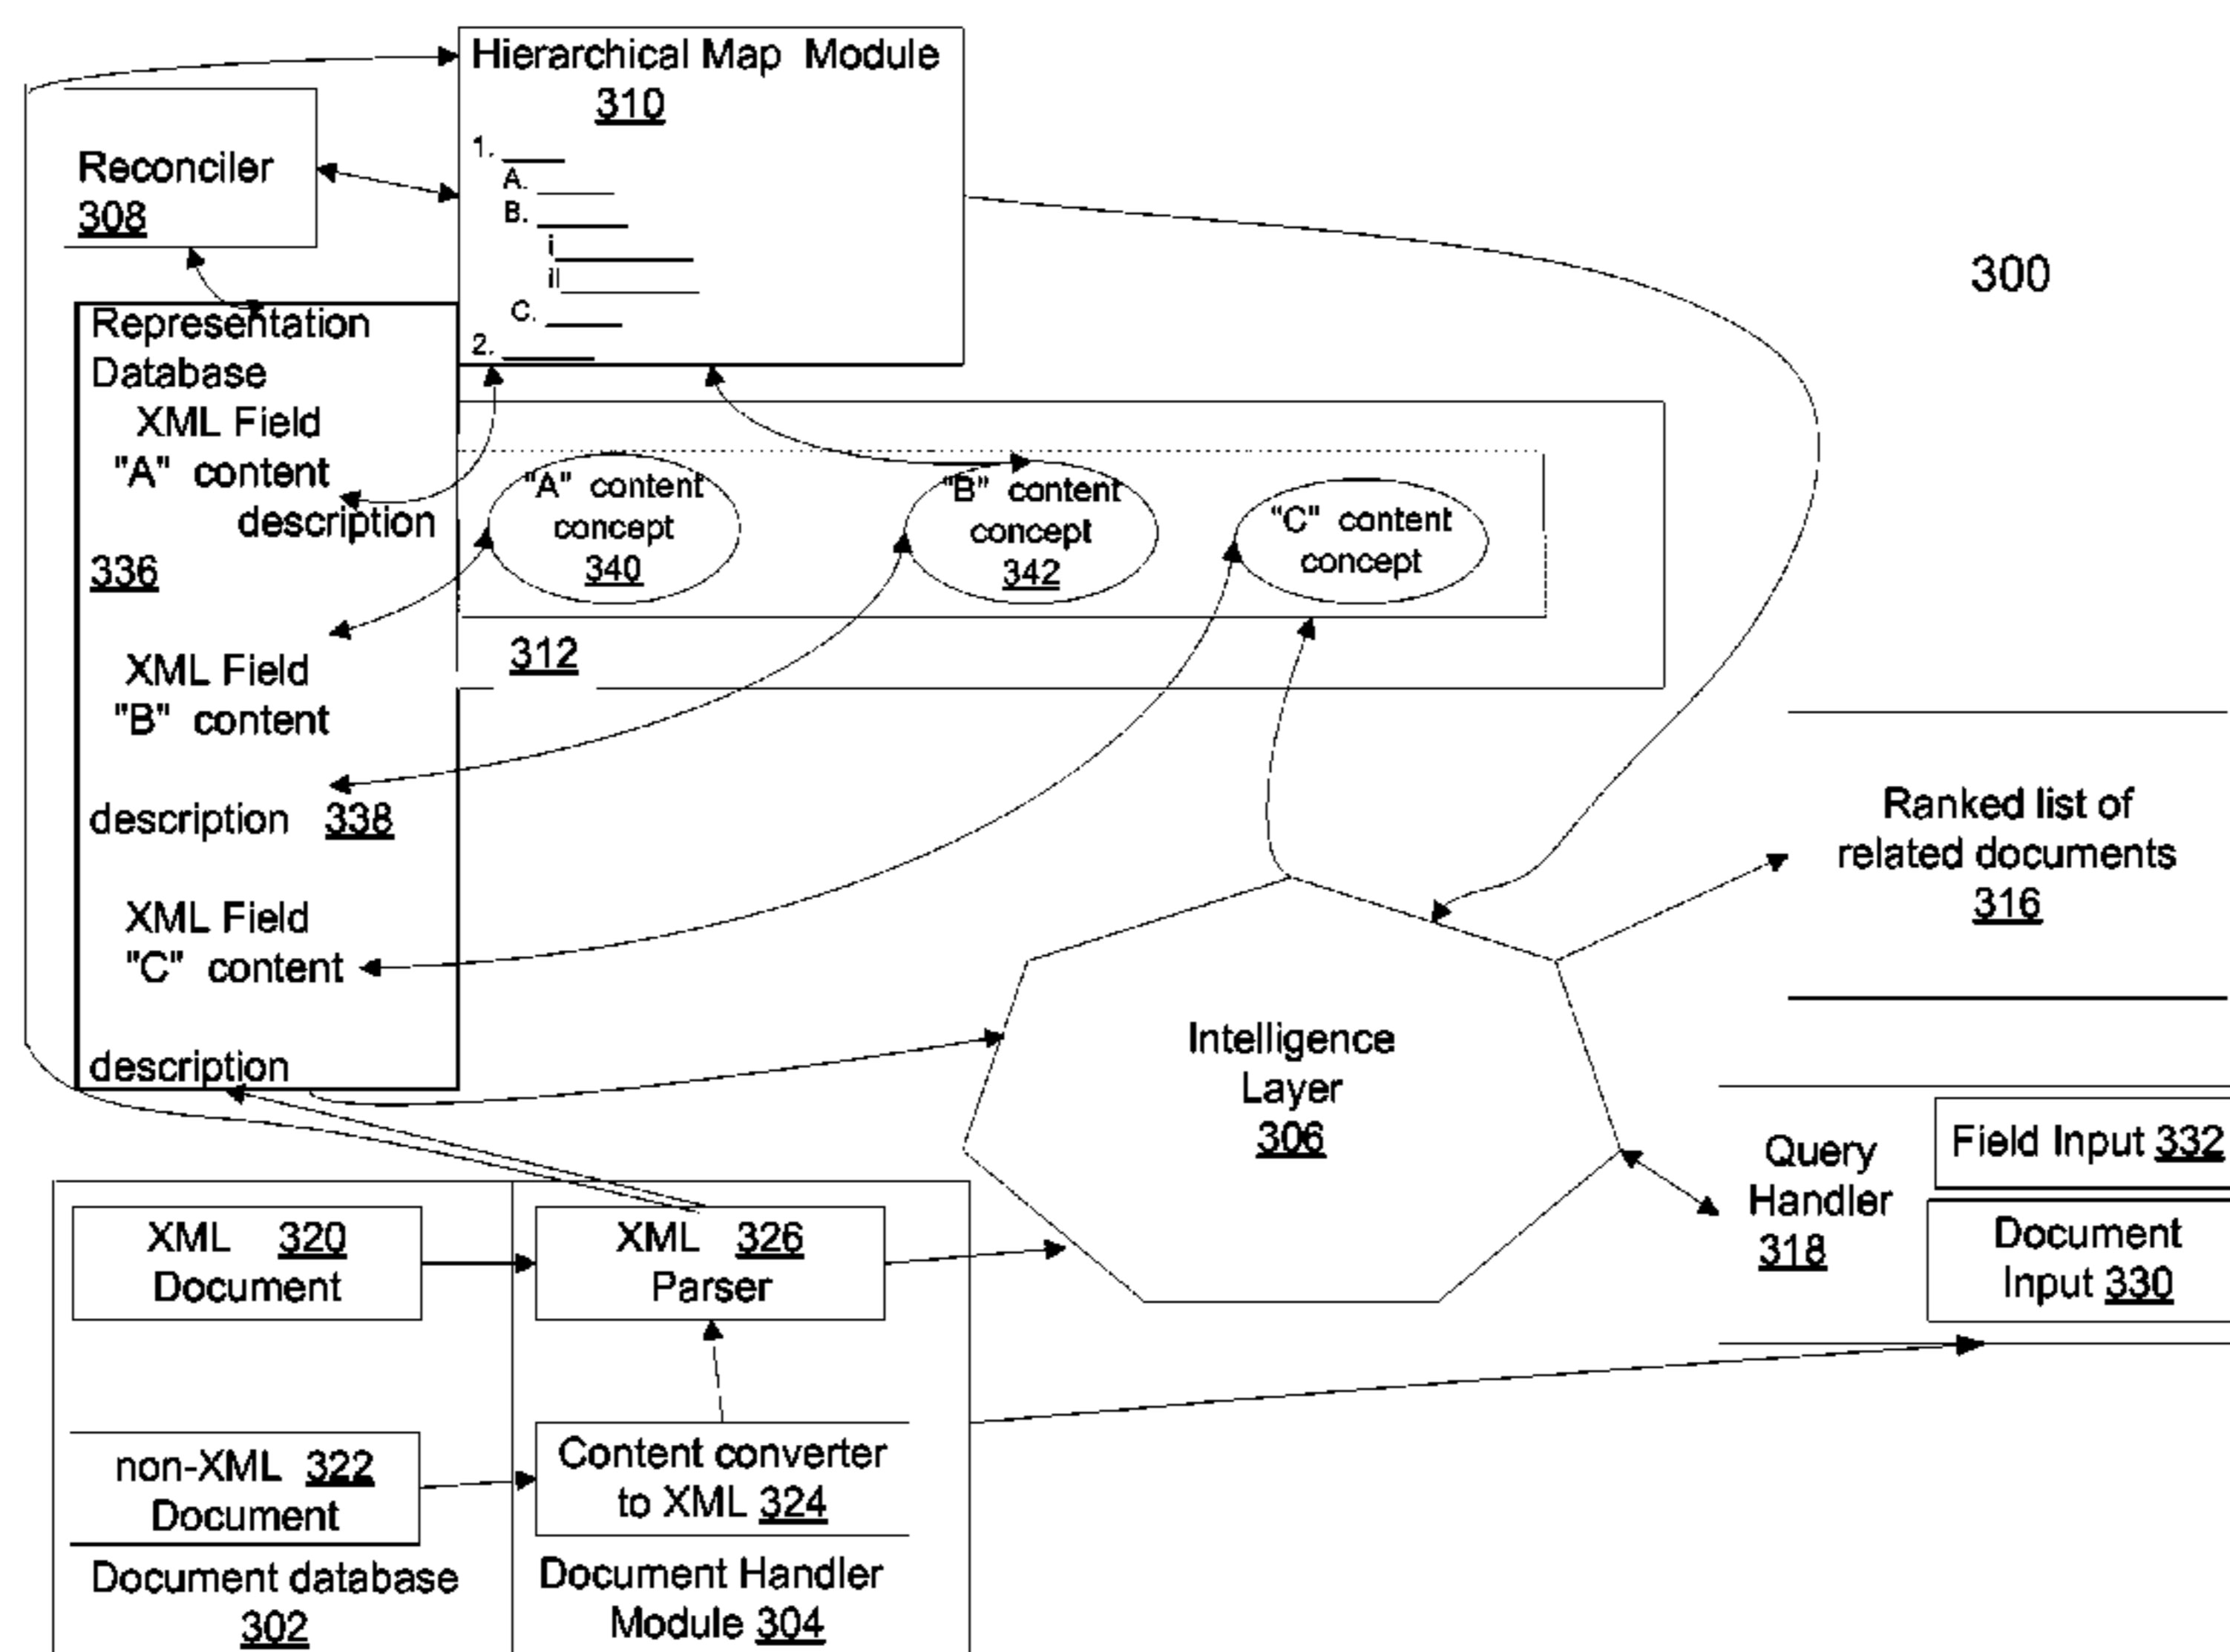 Hierarchical Map Module
310
1.
A.
B.
i
ii
C.
2.
Reconciler
308
300
Representation
Database
XML Field
"A" content
description
336
XML Field
"B" content
description 338
XML Field
"C" content
description
"A" content
concept
340
"B" content
concept
342
"C" content
concept
312
Ranked list of
related documents
316
Intelligence
Layer
306
Query
Handler
318
Field Input 332
Document
Input 330
XML 320
Document
XML 326
Parser
non-XML 322
Document
Content converter
to XML 324
Document database
302
Document Handler
Module 304